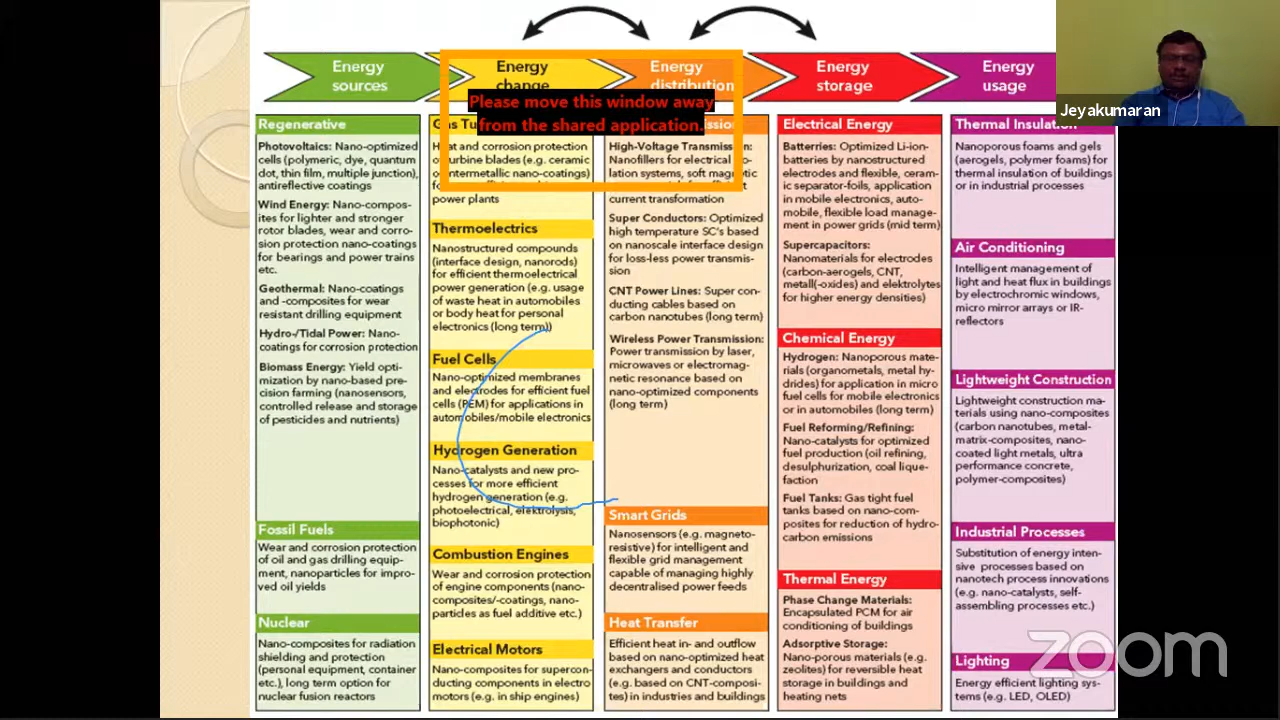 Energy
sources
Energy
change
Energy
distribution
Energy
storage
Energy
usage
Please move this window away
from the shared application.
Jeyakumaran
Regenerative
Photovoltaics: Nano-optimized
cells (polymeric, dye, quantum
dot, thin film, multiple junction),
antireflective coatings
Wind Energy: Nano-compos-
ites for lighter and stronger
rotor blades, wear and corro-
sion protection nano-coatings
for bearings and power trains
etc.
Geothermal: Nano-coatings
and -composites for wear
resistant drilling equipment
Hydro-/Tidal Power: Nano-
coatings for corrosion protection
Biomass Energy: Yield opti-
mization by nano-based pre-
cision farming (nanosensors,
controlled release and storage
of pesticides and nutrients)
Fossil Fuels
Wear and corrosion protection
of oil and gas drilling equip-
ment, nanoparticles for impro-
ved oil yields
Nuclear
Nano-composites for radiation
shielding and protection
(personal equipment, container
etc.), long term option for
nuclear fusion reactors
Gas Tu
Heat and corrosion protection
of turbine blades (e.g. ceramic
or intermetallic nano-coatings)
power plants
Thermoelectrics
Nanostructured compounds
(interface design, nanorods)
for efficient thermoelectrical
power generation (e.g. usage
of waste heat in automobiles
or body heat for personal
electronics (long term))
Fuel Cells
Nano-optimized membranes
and electrodes for efficient fuel
cells (PEM) for applications in
automobiles/mobile electronics
Hydrogen Generation
Nano-catalysts and new pro-
cesses for more efficient
hydrogen generation (e.g.
photoelectrical, elektrolysis,
biophotonic)
Combustion Engines
Wear and corrosion protection
of engine components (nano-
composites/-coatings, nano-
particles as fuel additive etc.)
Electrical Motors
Nano-composites for supercon-
ducting components in electro
motors (e.g. in ship engines)
High-Voltage Transmission:
Nanofillers for electrical iso-
lation systems, soft magnetic
current transformation
Super Conductors: Optimized
high temperature SC's based
on nanoscale interface design
for loss-less power transmis-
sion
CNT Power Lines: Super con-
ducting cables based on
carbon nanotubes (long term)
Wireless Power Transmission:
Power transmission by laser,
microwaves or electromag-
netic resonance based on
nano-optimized components
(long term)
Smart Grids
Nanosensors (e.g. magneto-
resistive) for intelligent and
flexible grid management
capable of managing highly
decentralised power feeds
Heat Transfer
Efficient heat in- and outflow
based on nano-optimized heat
exchangers and conductors
(e.g. based on CNT-composi-
tes) in industries and buildings
Electrical Energy
Batterries: Optimized Li-ion-
batteries by nanostructured
electrodes and flexible, ceram-
ic separator-foils, application
in mobile electronics, auto-
mobile, flexible load manage-
ment in power grids (mid term)
Supercapacitors:
Nanomaterials for electrodes
(carbon-aerogels, CNT,
metall(-oxides) and elektrolytes
for higher energy densities)
Chemical Energy
Hydrogen: Nanoporous mate-
rials (organometals, metal hy-
drides) for application in micro
fuel cells for mobile electronics
or in automobiles (long term)
Fuel Reforming/Refining:
Nano-catalysts for optimized
fuel production (oil refining,
desulphurization, coal lique-
faction
Fuel Tanks: Gas tight fuel
tanks based on nano-com-
posites for reduction of hydro-
carbon emissions
Thermal Energy
Phase Change Materials:
Encapsulated PCM for air
conditioning of buildings
Adsorptive Storage:
Nano-porous materials (e.g.
zeolites) for reversible heat
storage in buildings and
heating nets
Thermal Insulation
Nanoporous foams and gels
(aerogels, polymer foams) for
thermal insulation of buildings
or in industrial processes
Air Conditioning
Intelligent management of
light and heat flux in buildings
by electrochromic windows,
micro mirror arrays or IR-
reflectors
Lightweight Construction
Lightweight construction ma-
terials using nano-composites
(carbon nanotubes, metal-
matrix-composites, nano-
coated light metals, ultra
performance concrete,
polymer-composites)
Industrial Processes
Substitution of energy inten-
sive processes based on
nanotech process innovations
(e.g. nano-catalysts, self-
assembling processes etc.)
Lighting
Energy efficient lighting sys-
tems (e.g. LED, OLED)
zoom